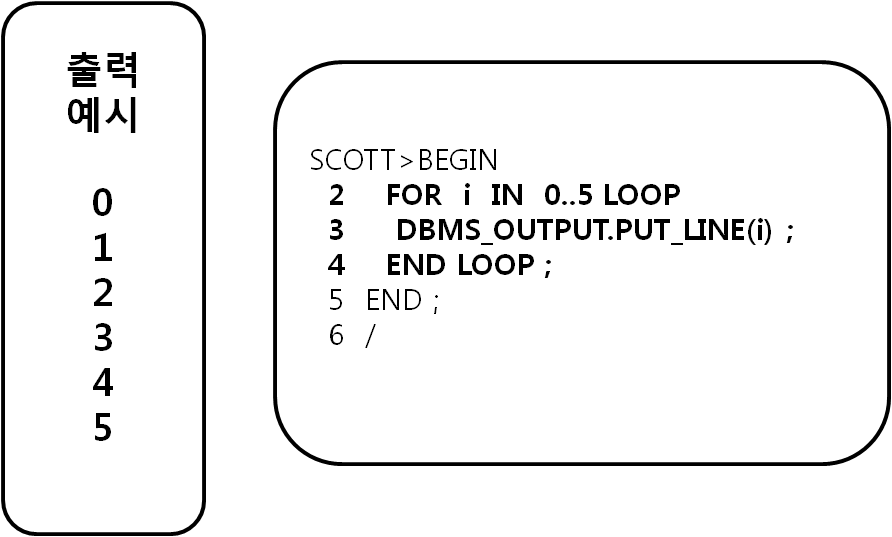 출력
예시
0
1
2
3
4
5
SCOTT>BEGIN
2 FOR i IN 0..5 LOOP
3 DBMS_OUTPUT.PUT_LINE(i) ;
4 END LOOP ;
5 END ;
6 /